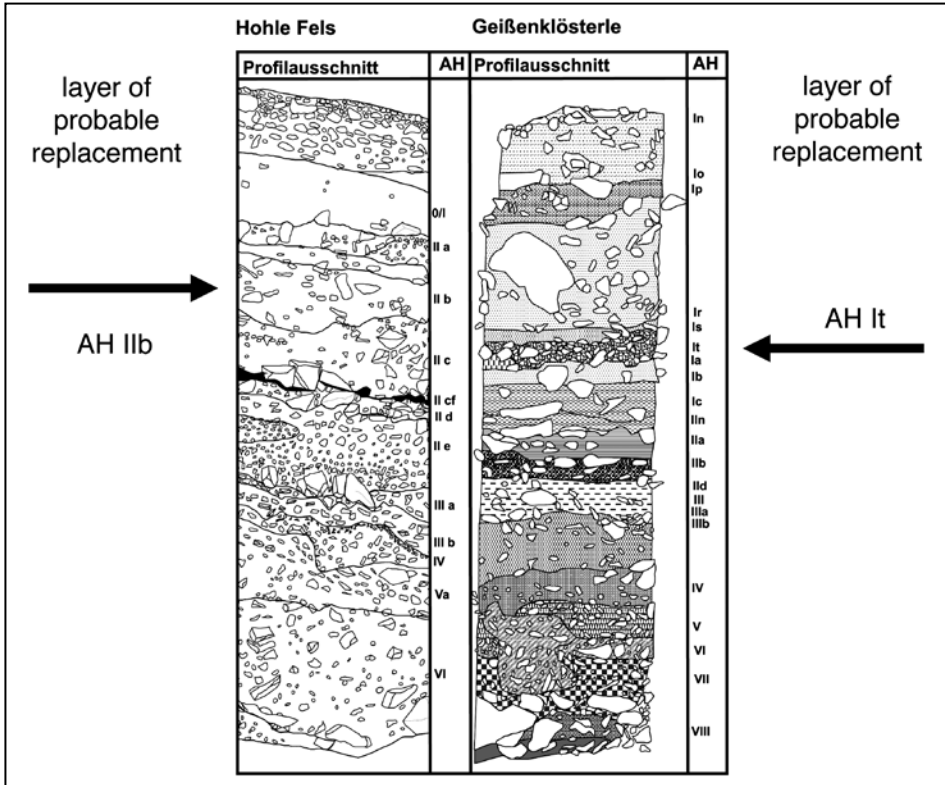 Hohle Fels
Geißenklösterle
Profilausschnitt
AH
Profilausschnitt
AH
layer of
probable
replacement
AH IIb
0/I
II a
II b
II c
II cf
II d
II e
III a
III b
IV
Va
VI
In
Io
Ip
Ir
Is
It
Ia
Ib
Ic
IIn
IIa
IIb
IId
III
IIIa
IIIb
IV
V
VI
VII
VIII
layer of
probable
replacement
AH It